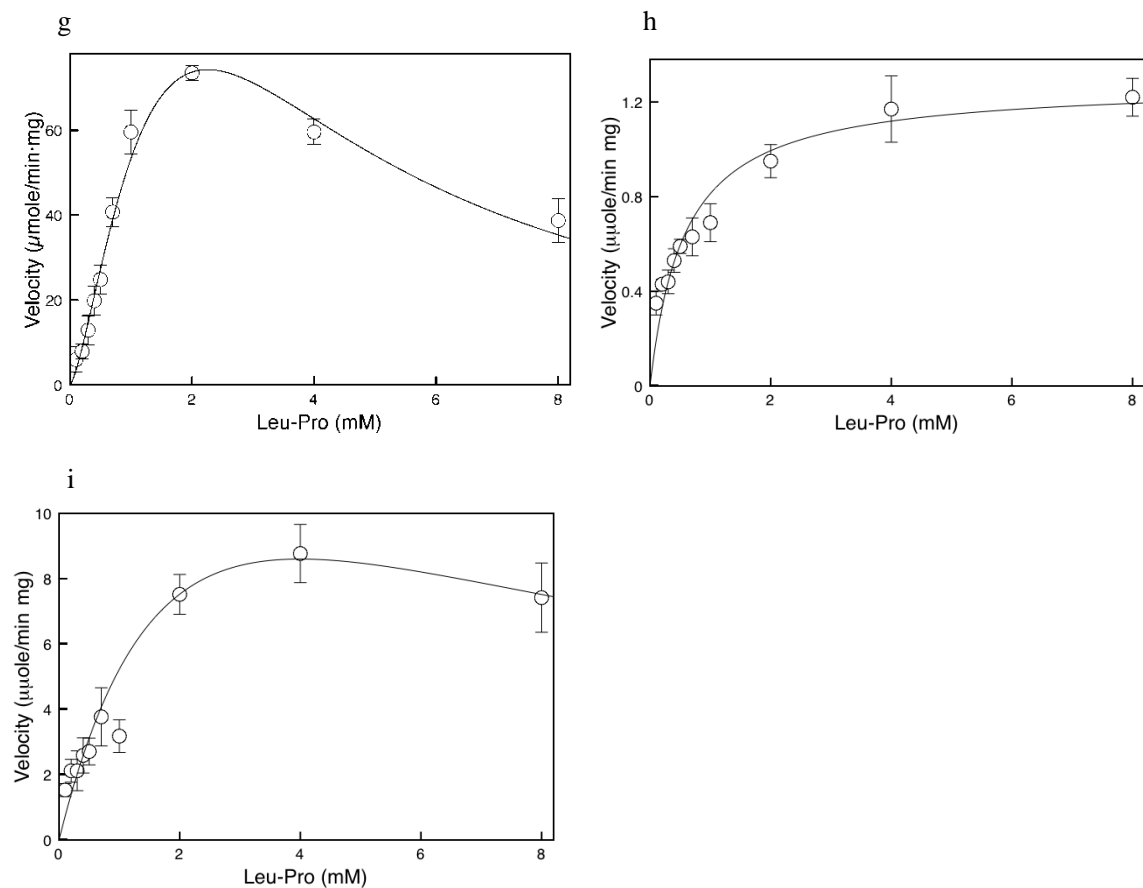 g
Velocity (µmole/min·mg)
60
40
20
0
0 2 4 6 8
Leu-Pro (mM)
h
Velocity (µµole/min mg)
1.2
0.8
0.4
0
0 2 4 6 8
Leu-Pro (mM)
i
Velocity (µµole/min mg)
10
8
6
4
2
0
0 2 4 6 8
Leu-Pro (mM)